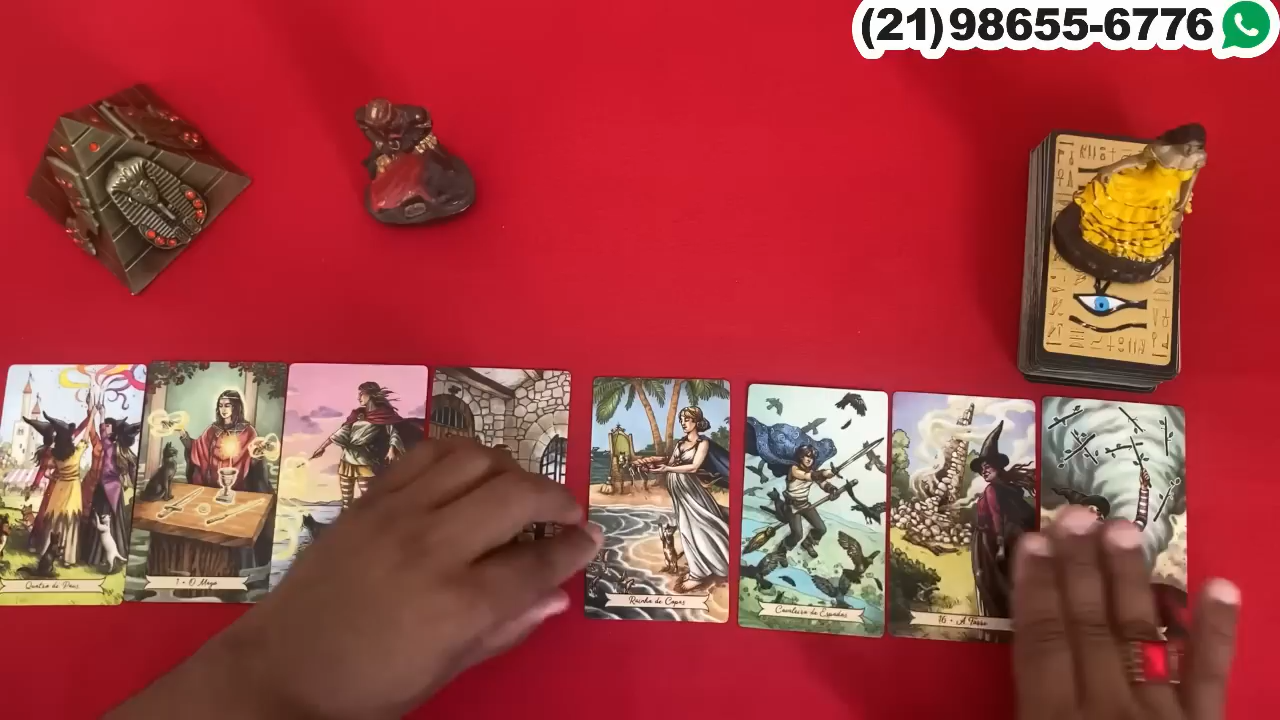 (21)98655-6776
Quatro de Paus
1 • O Mago
Rainha de Copas
Cavaleiro de Espadas
16 • A Torre